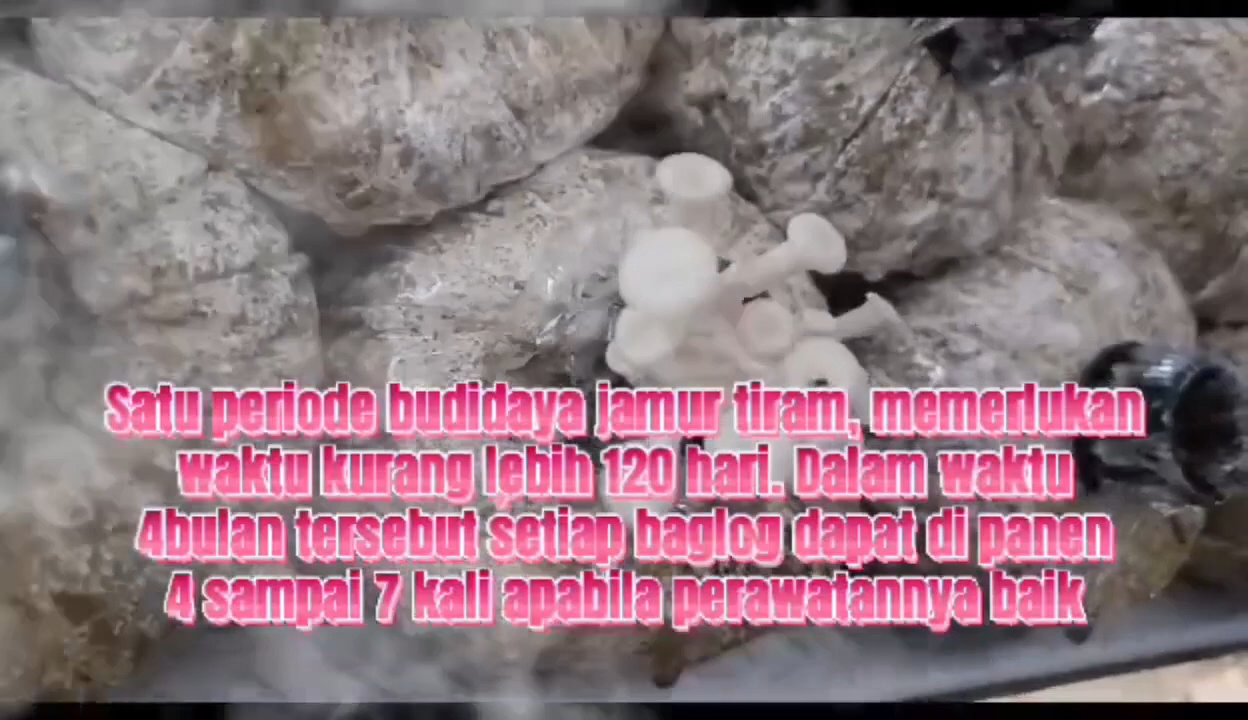 Satu periode budidaya jamur tiram, memerlukan
waktu kurang lebih 120 hari. Dalam waktu
4bulan tersebut setiap baglog dapat di panen
4 sampai 7 kali apabila perawatannya baik